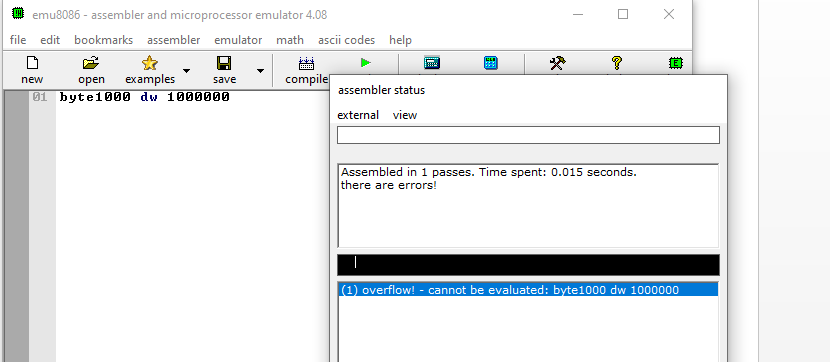 emu8086 - assembler and microprocessor emulator 4.08
file edit bookmarks assembler emulator math ascii codes help
new open examples save compile
01 byte1000 dw 1000000
assembler status
external view
Assembled in 1 passes. Time spent: 0.015 seconds.
there are errors!
(1) overflow! - cannot be evaluated: byte1000 dw 1000000